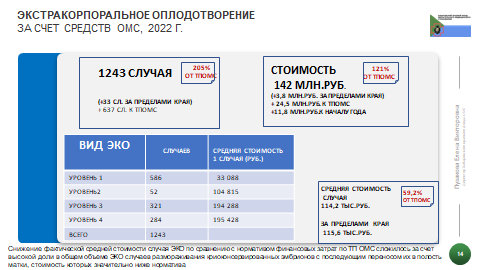 ЭКСТРАКОРПОРАЛЬНОЕ ОПЛОДОТВОРЕНИЕ
ЗА СЧЕТ СРЕДСТВ ОМС, 2022 Г.
1243 СЛУЧАЯ
205%
ОТ ТПОМС
(+33 СЛ. ЗА ПРЕДЕЛАМИ КРАЯ)
+ 637 СЛ. К ТПОМС
СТОИМОСТЬ
142 МЛН.РУБ.
121%
ОТ ТПОМС
(+3,8 МЛН.РУБ. ЗА ПРЕДЕЛАМИ КРАЯ)
+ 24,5 МЛН.РУБ К ТПОМС
+11,8 МЛН.РУБ.К НАЧАЛУ ГОДА
ВИД ЭКО СЛУЧАЕВ СРЕДНЯЯ СТОИМОСТЬ
1 СЛУЧАЯ (РУБ.)
УРОВЕНЬ 1 586 33 088
УРОВЕНЬ2 52 104 815
УРОВЕНЬ 3 321 194 288
УРОВЕНЬ 4 284 195 428
ВСЕГО 1243
СРЕДНЯЯ СТОИМОСТЬ
СЛУЧАЯ
114,2 ТЫС.РУБ.
59,2%
ОТ ТПОМС
ЗА ПРЕДЕЛАМИ КРАЯ
115,6 ТЫС.РУБ.
Елена Викторовна
14
Снижение фактической средней стоимости случая ЭКО по сравнению с нормативом финансовых затрат по ТП ОМС сложилось за счет
высокой доли в общем объеме ЭКО случаев размораживания криоконсервированных эмбрионов с последующим переносом их в полость
матки, стоимость которых значительно ниже норматива